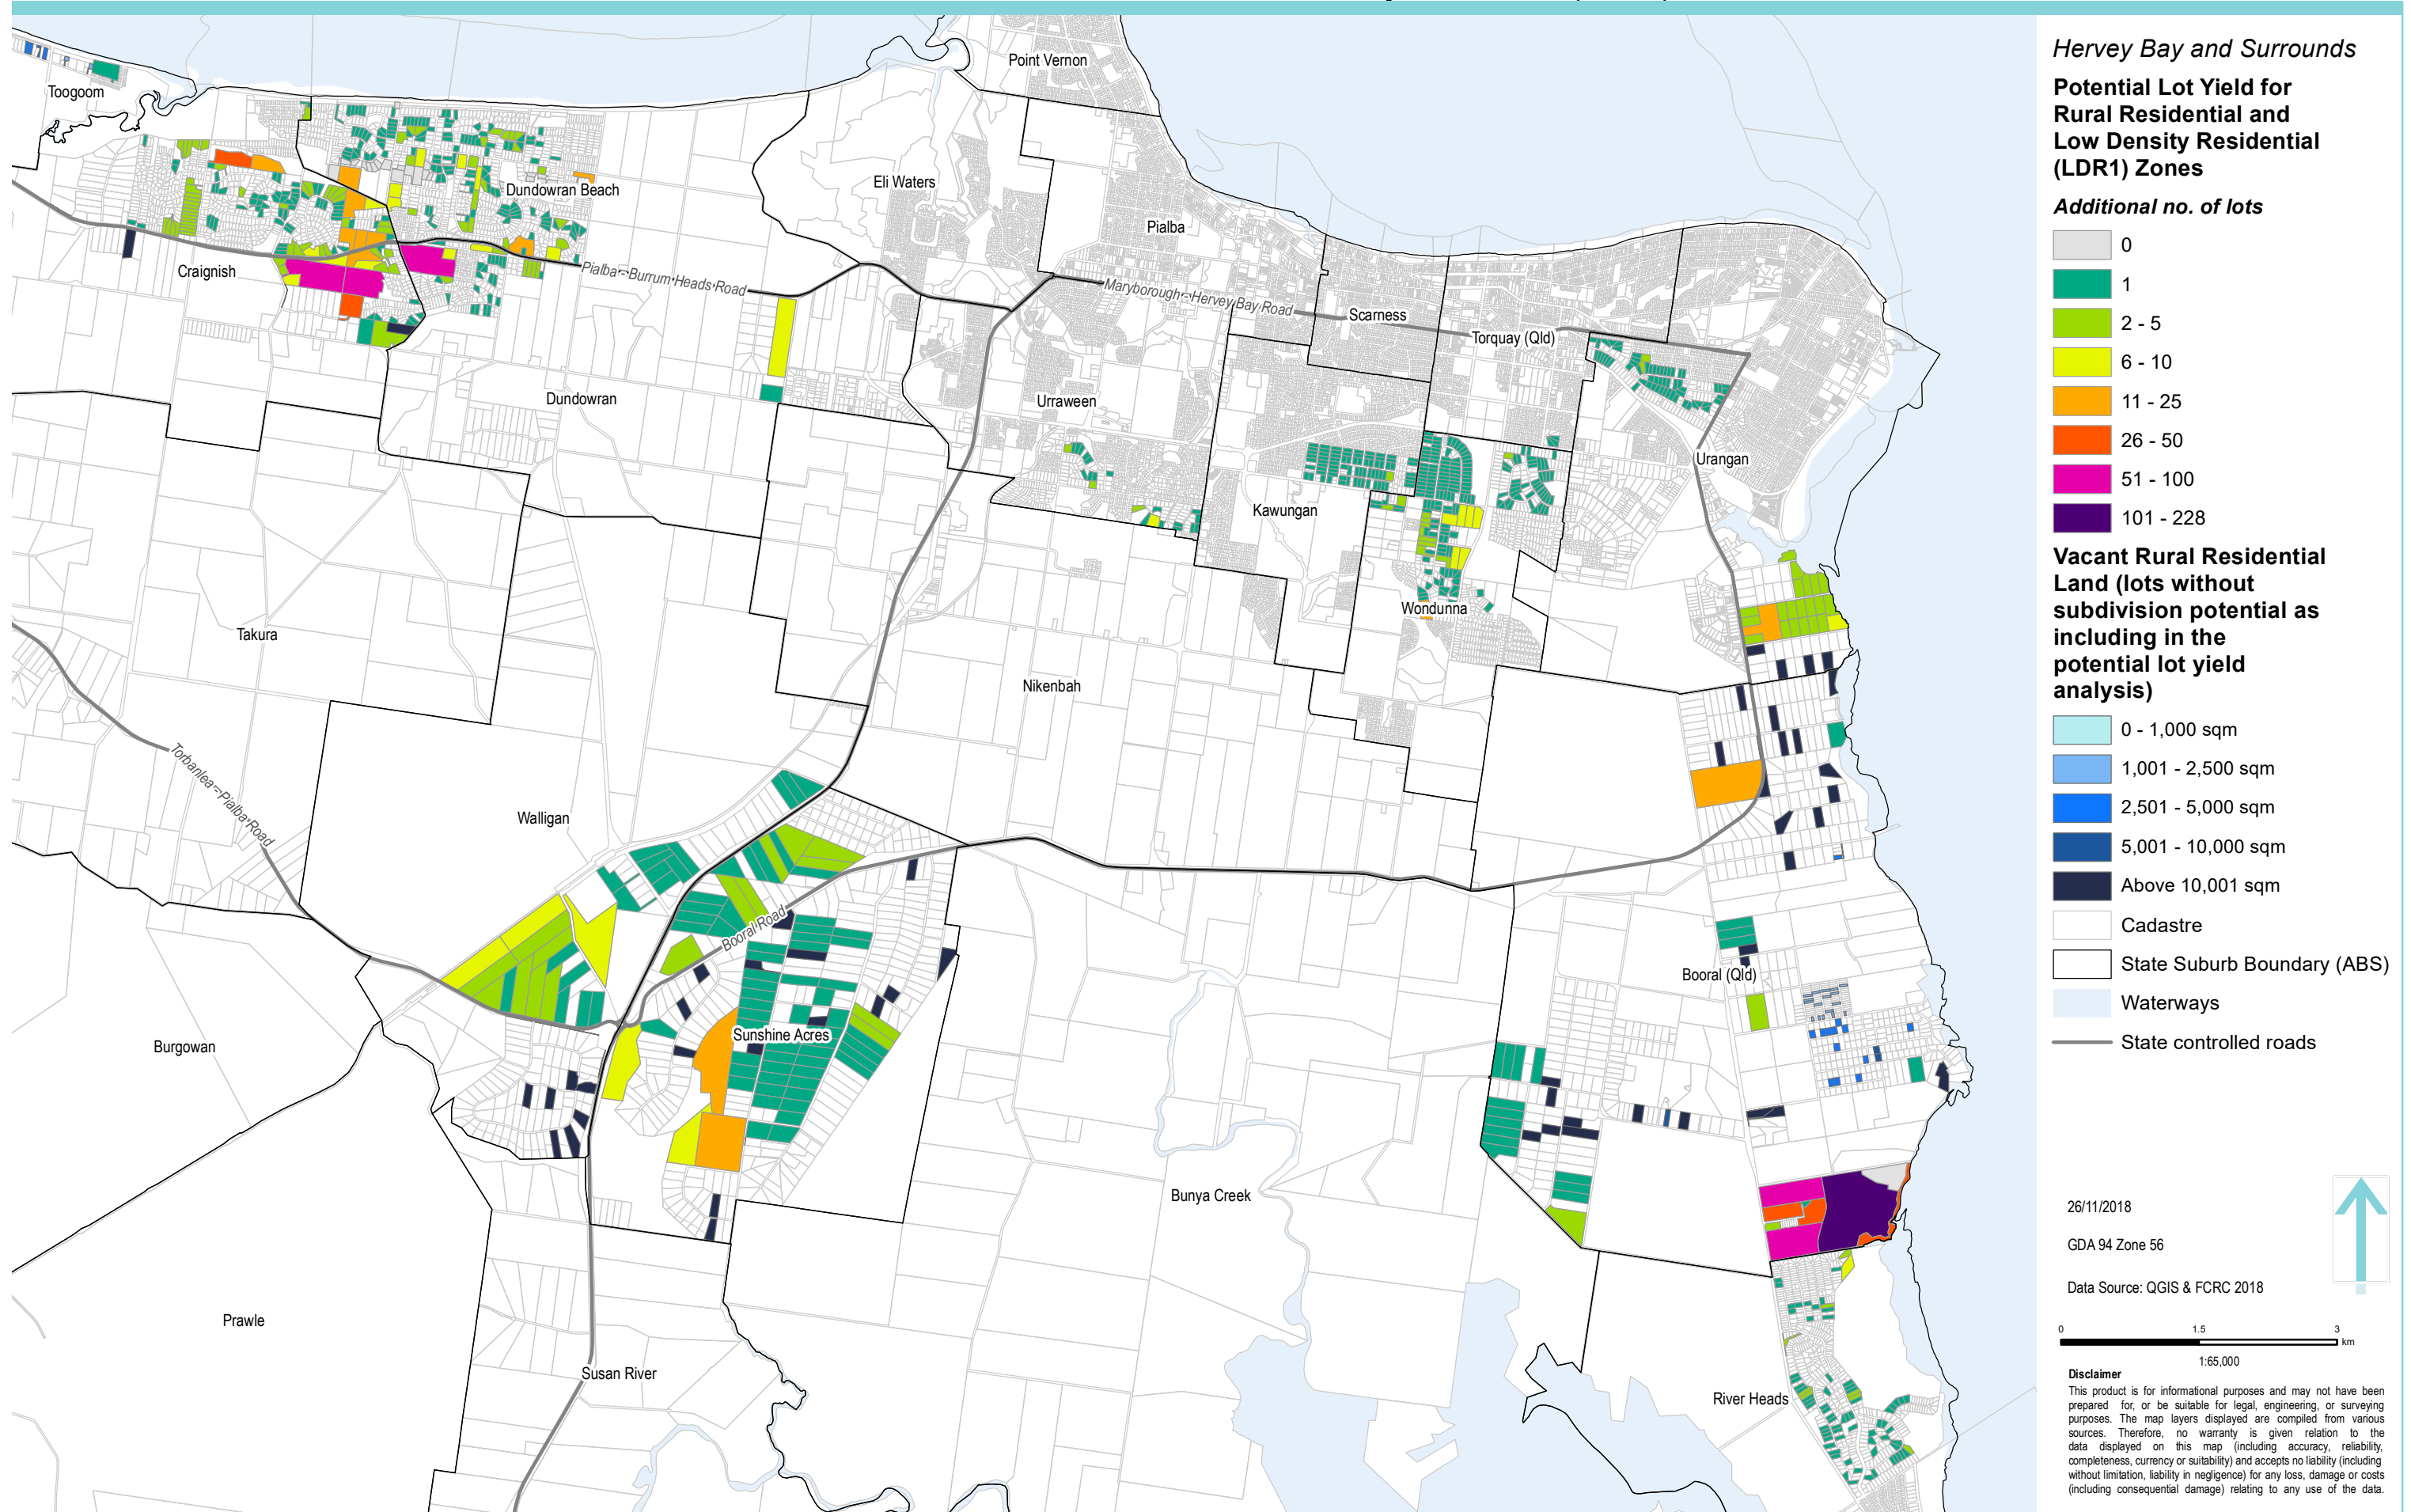 Hervey Bay and Surrounds
Potential Lot Yield for
Rural Residential and
Low Density Residential
(LDR1) Zones
Additional no. of lots
0
1
2 - 5
6 - 10
11 - 25
26 - 50
51 - 100
101 - 228
Vacant Rural Residential
Land (lots without
subdivision potential as
including in the
potential lot yield
analysis)
0 - 1,000 sqm
1,001 - 2,500 sqm
2,501 - 5,000 sqm
5,001 - 10,000 sqm
Above 10,001 sqm
Cadastre
State Suburb Boundary (ABS)
Waterways
State controlled roads
26/11/2018
GDA 94 Zone 56
Data Source: QGIS & FCRC 2018
0 1.5 3
km
1:65,000
Disclaimer
This product is for informational purposes and may not have been
prepared for, or be suitable for legal, engineering, or surveying
purposes. The map layers displayed are compiled from various
sources. Therefore, no warranty is given relation to the
data displayed on this map (including accuracy, reliability,
completeness, currency or suitability) and accepts no liability (including
without limitation, liability in negligence) for any loss, damage or costs
(including consequential damage) relating to any use of the data.
Point Vernon
Toogoom
Eli Waters
Dundowran Beach
Pialba
Craignish
Pialba - Burrum Heads Road
Maryborough - Hervey Bay Road
Scarness
Torquay (Qld)
Dundowran
Urraween
Urangan
Kawungan
Wondunna
Takura
Nikenbah
Torbanlea - Pialba Road
Walligan
Booral Road
Booral (Qld)
Sunshine Acres
Burgowan
Bunya Creek
Prawle
Susan River
River Heads